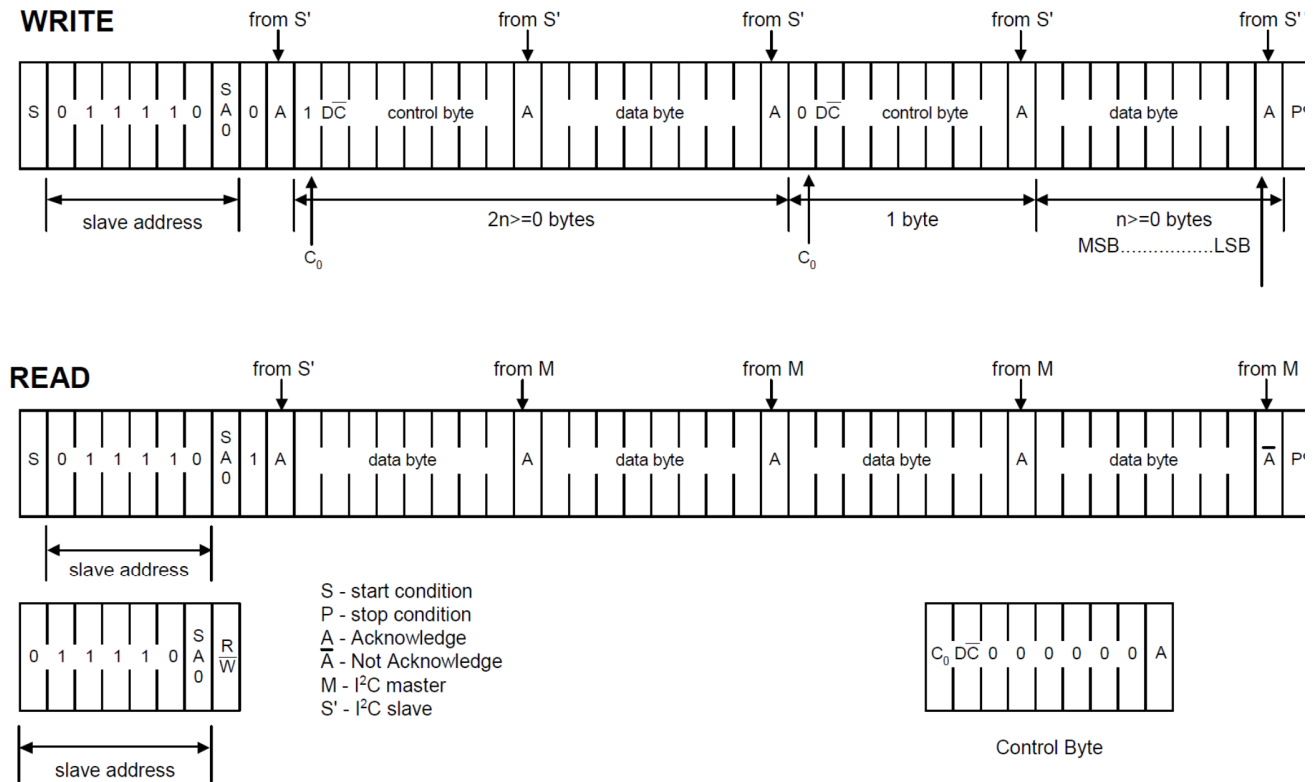 WRITE
from S' from S' from S' from S' from S'
S 0 1 1 1 1 0 SA0 0 A 1 DC̅ control byte A data byte A 0 DC̅ control byte A data byte A P
slave address 2n>=0 bytes 1 byte n>=0 bytes
MSB.................LSB
C₀ C₀
READ
from S' from M from M from M from M
S 0 1 1 1 1 0 SA0 1 A data byte A data byte A data byte A data byte A̅ P
slave address
S - start condition
P - stop condition
A - Acknowledge
A̅ - Not Acknowledge
M - I²C master
S' - I²C slave
0 1 1 1 1 0 SA0 R/W̅
slave address
C₀ DC̅ 0 0 0 0 0 0 A
Control Byte